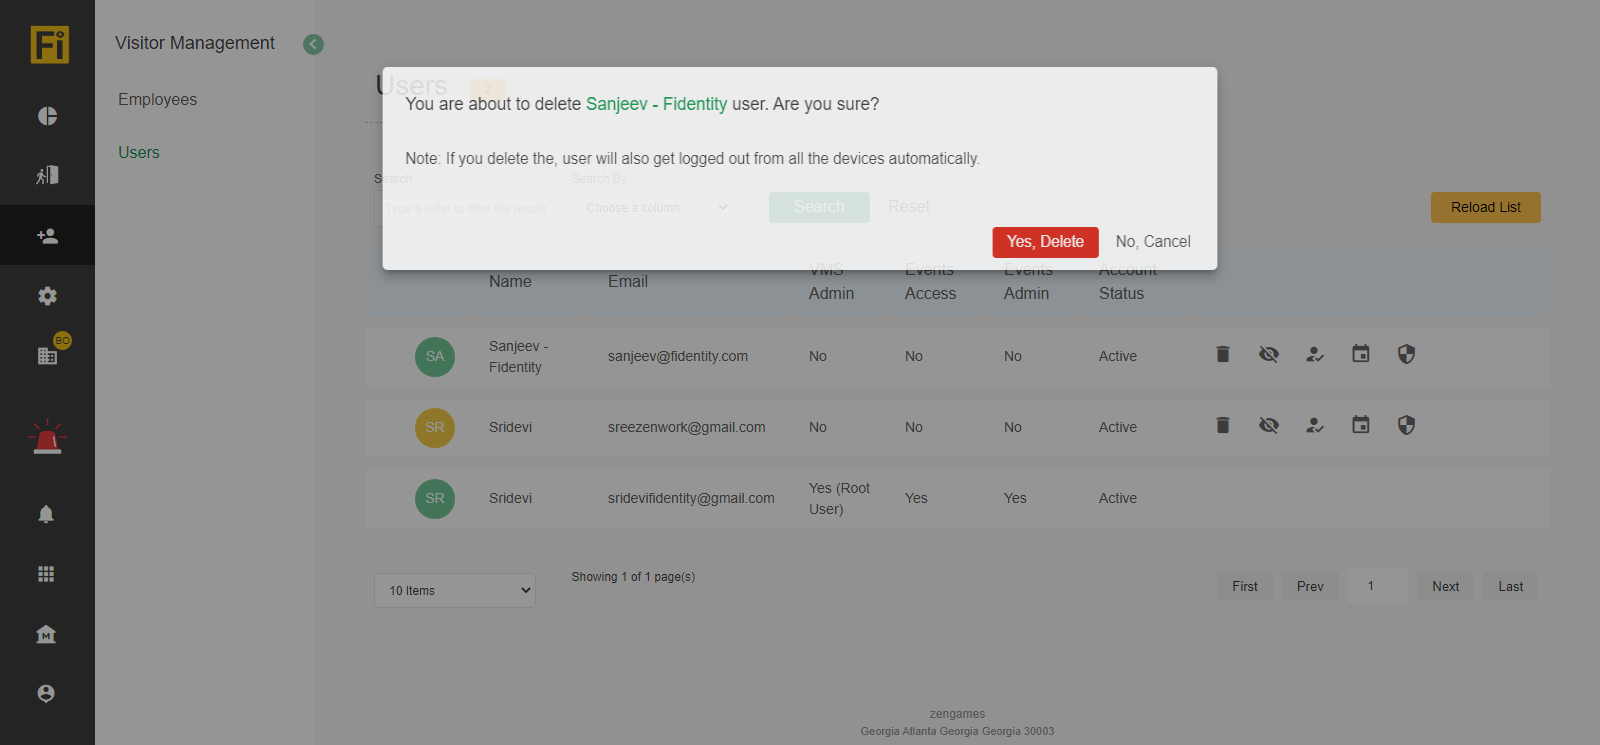 Fi
Visitor Management
Employees
Users
BO
M
Users 2
You are about to delete Sanjeev - Fidentity user. Are you sure?
Note: If you delete the, user will also get logged out from all the devices automatically.
Search
Search By
Type a letter to filter the results
Choose a column
Search
Reset
Reload List
Yes, Delete
No, Cancel
Name
Email
VMS Admin
Events Access
Events Admin
Account Status
SA
Sanjeev - Fidentity
sanjeev@fidentity.com
No
No
No
Active
SR
Sridevi
sreezenwork@gmail.com
No
No
No
Active
SR
Sridevi
sridevifidentity@gmail.com
Yes (Root User)
Yes
Yes
Active
10 Items
Showing 1 of 1 page(s)
First
Prev
1
Next
Last
zengames
Georgia Atlanta Georgia Georgia 30003